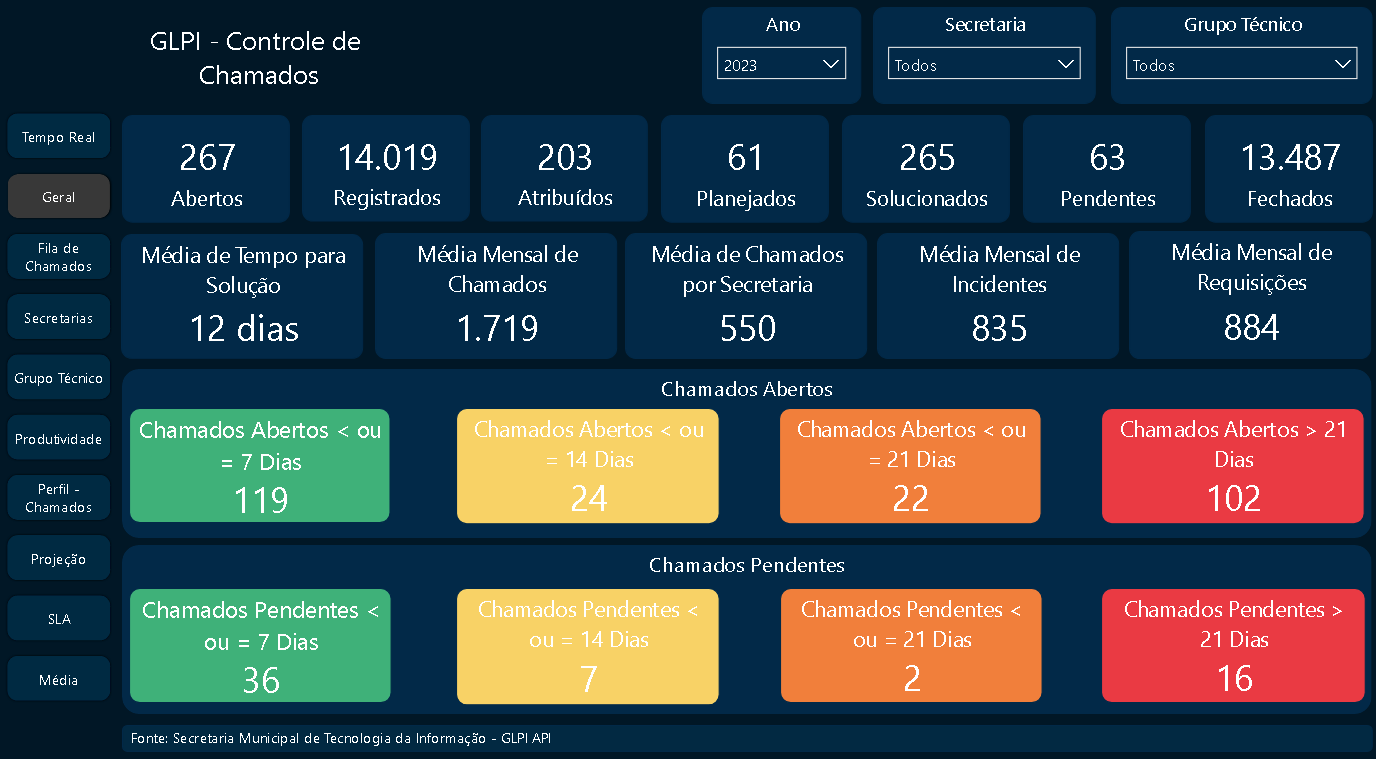 GLPI - Controle de
Chamados
Ano
2023
Secretaria
Todos
Grupo Técnico
Todos
Tempo Real
Geral
Fila de
Chamados
Secretarias
Grupo Técnico
Produtividade
Perfil -
Chamados
Projeção
SLA
Média
267
Abertos
14.019
Registrados
203
Atribuídos
61
Planejados
265
Solucionados
63
Pendentes
13.487
Fechados
Média de Tempo para
Solução
12 dias
Média Mensal de
Chamados
1.719
Média de Chamados
por Secretaria
550
Média Mensal de
Incidentes
835
Média Mensal de
Requisições
884
Chamados Abertos
Chamados Abertos < ou
= 7 Dias
119
Chamados Abertos < ou
= 14 Dias
24
Chamados Abertos < ou
= 21 Dias
22
Chamados Abertos > 21
Dias
102
Chamados Pendentes
Chamados Pendentes <
ou = 7 Dias
36
Chamados Pendentes <
ou = 14 Dias
7
Chamados Pendentes <
ou = 21 Dias
2
Chamados Pendentes >
21 Dias
16
Fonte: Secretaria Municipal de Tecnologia da Informação - GLPI API